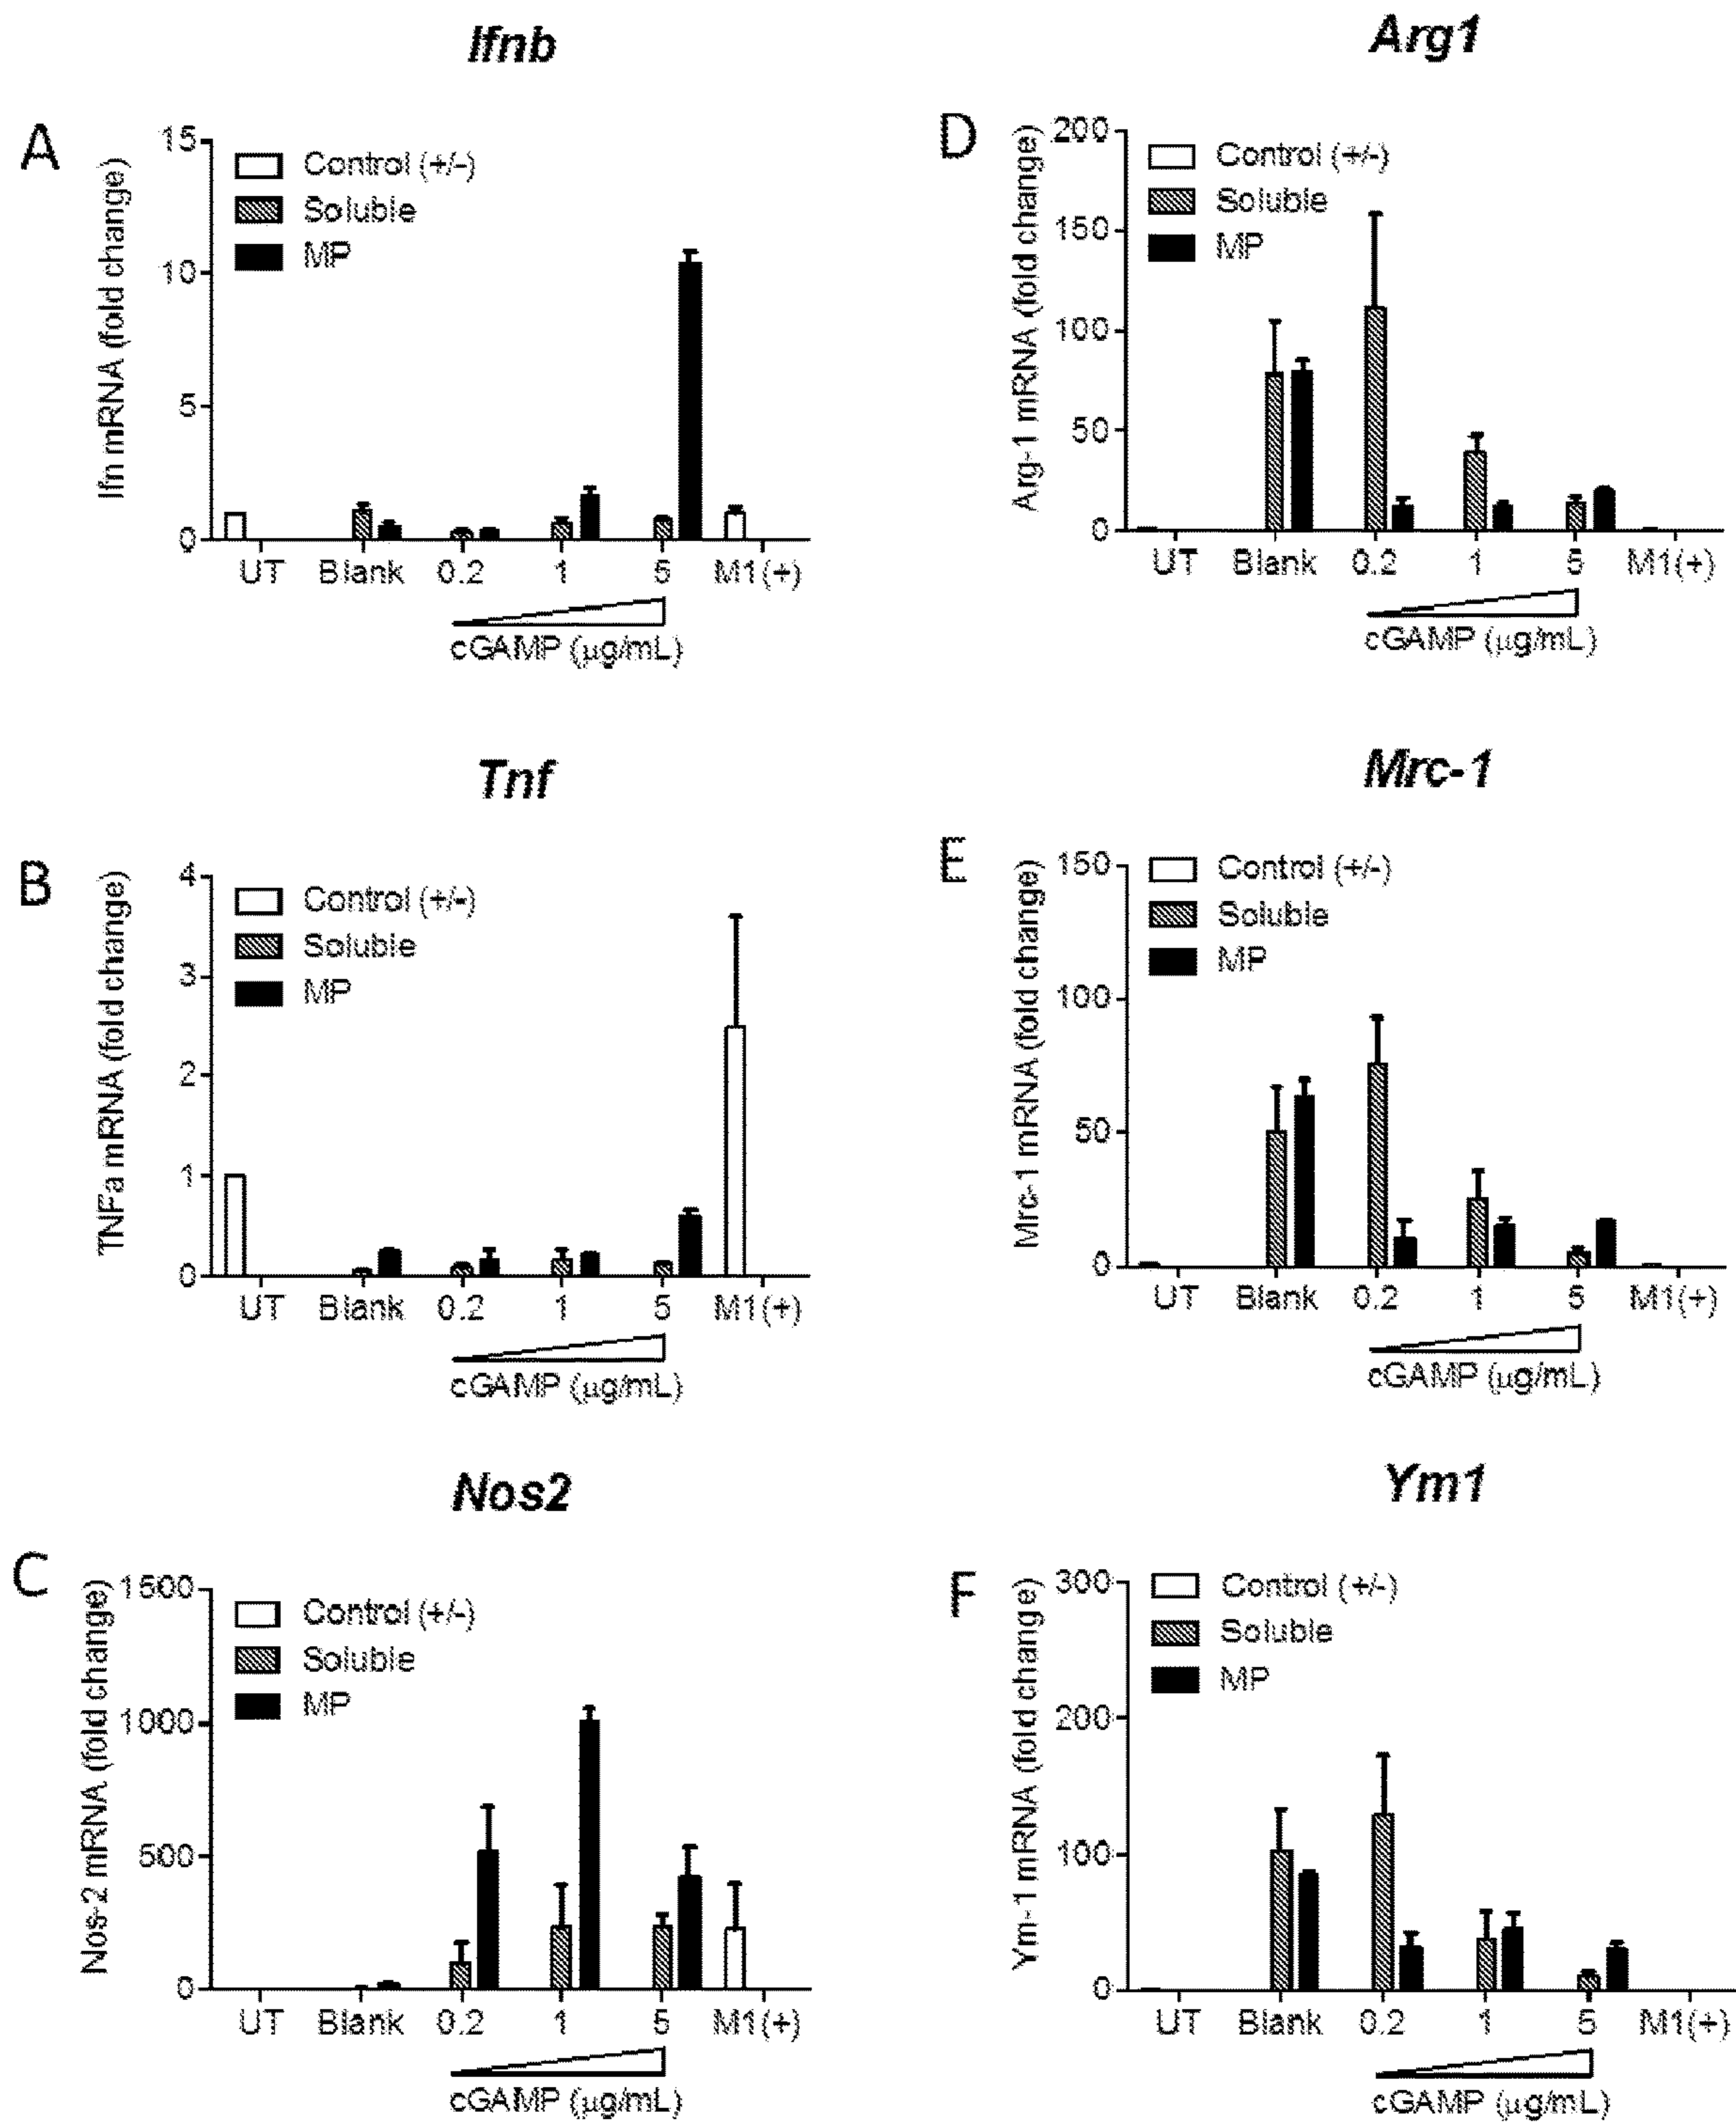 Ifnb
A
Ifn mRNA (fold change)
15
10
5
0
Control (+/-)
Soluble
MP
UT Blank 0.2 1 5 M1(+)
cGAMP (µg/mL)
Tnf
B
TNFa mRNA (fold change)
4
3
2
1
0
Control (+/-)
Soluble
MP
UT Blank 0.2 1 5 M1(+)
cGAMP (µg/mL)
Nos2
C
Nos-2 mRNA (fold change)
1500
1000
500
0
Control (+/-)
Soluble
MP
UT Blank 0.2 1 5 M1(+)
cGAMP (µg/mL)
Arg1
D
Arg-1 mRNA (fold change)
200
150
100
50
0
Control (+/-)
Soluble
MP
UT Blank 0.2 1 5 M1(+)
cGAMP (µg/mL)
Mrc-1
E
Mrc-1 mRNA (fold change)
150
100
50
0
Control (+/-)
Soluble
MP
UT Blank 0.2 1 5 M1(+)
cGAMP (µg/mL)
Ym1
F
Ym-1 mRNA (fold change)
300
200
100
0
Control (+/-)
Soluble
MP
UT Blank 0.2 1 5 M1(+)
cGAMP (µg/mL)